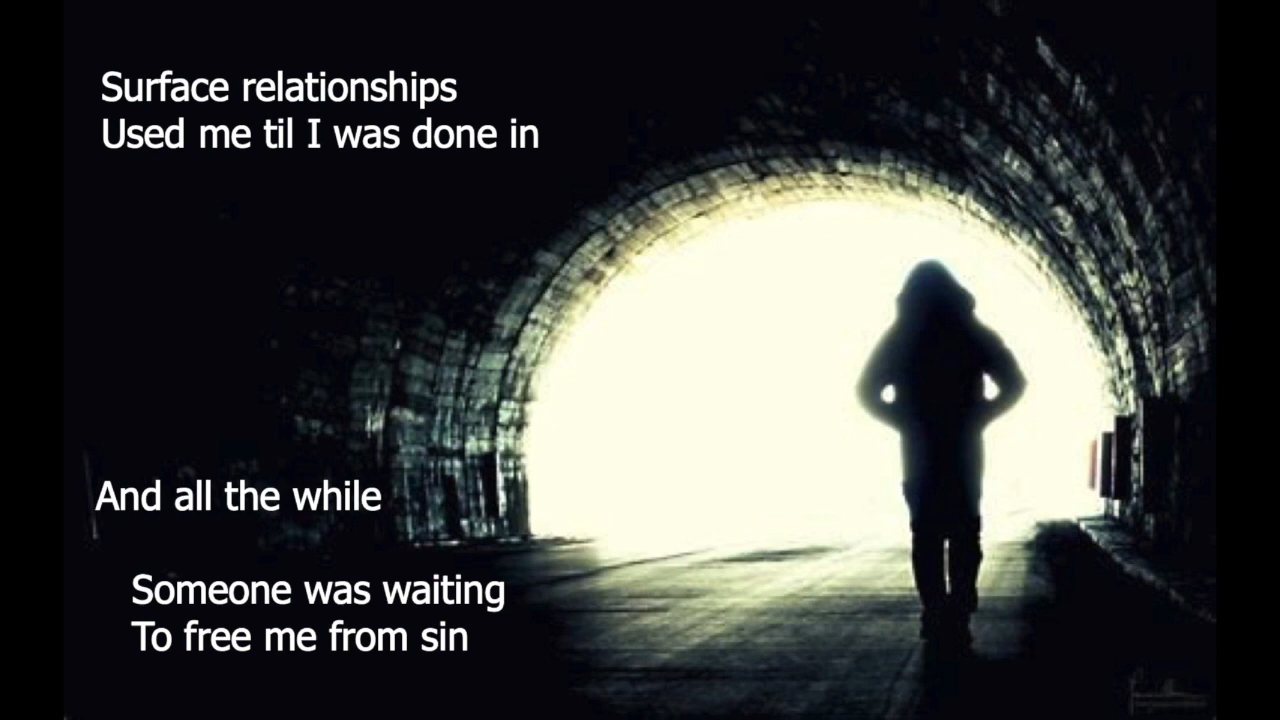 Surface relationships
Used me til I was done in
And all the while
Someone was waiting
To free me from sin